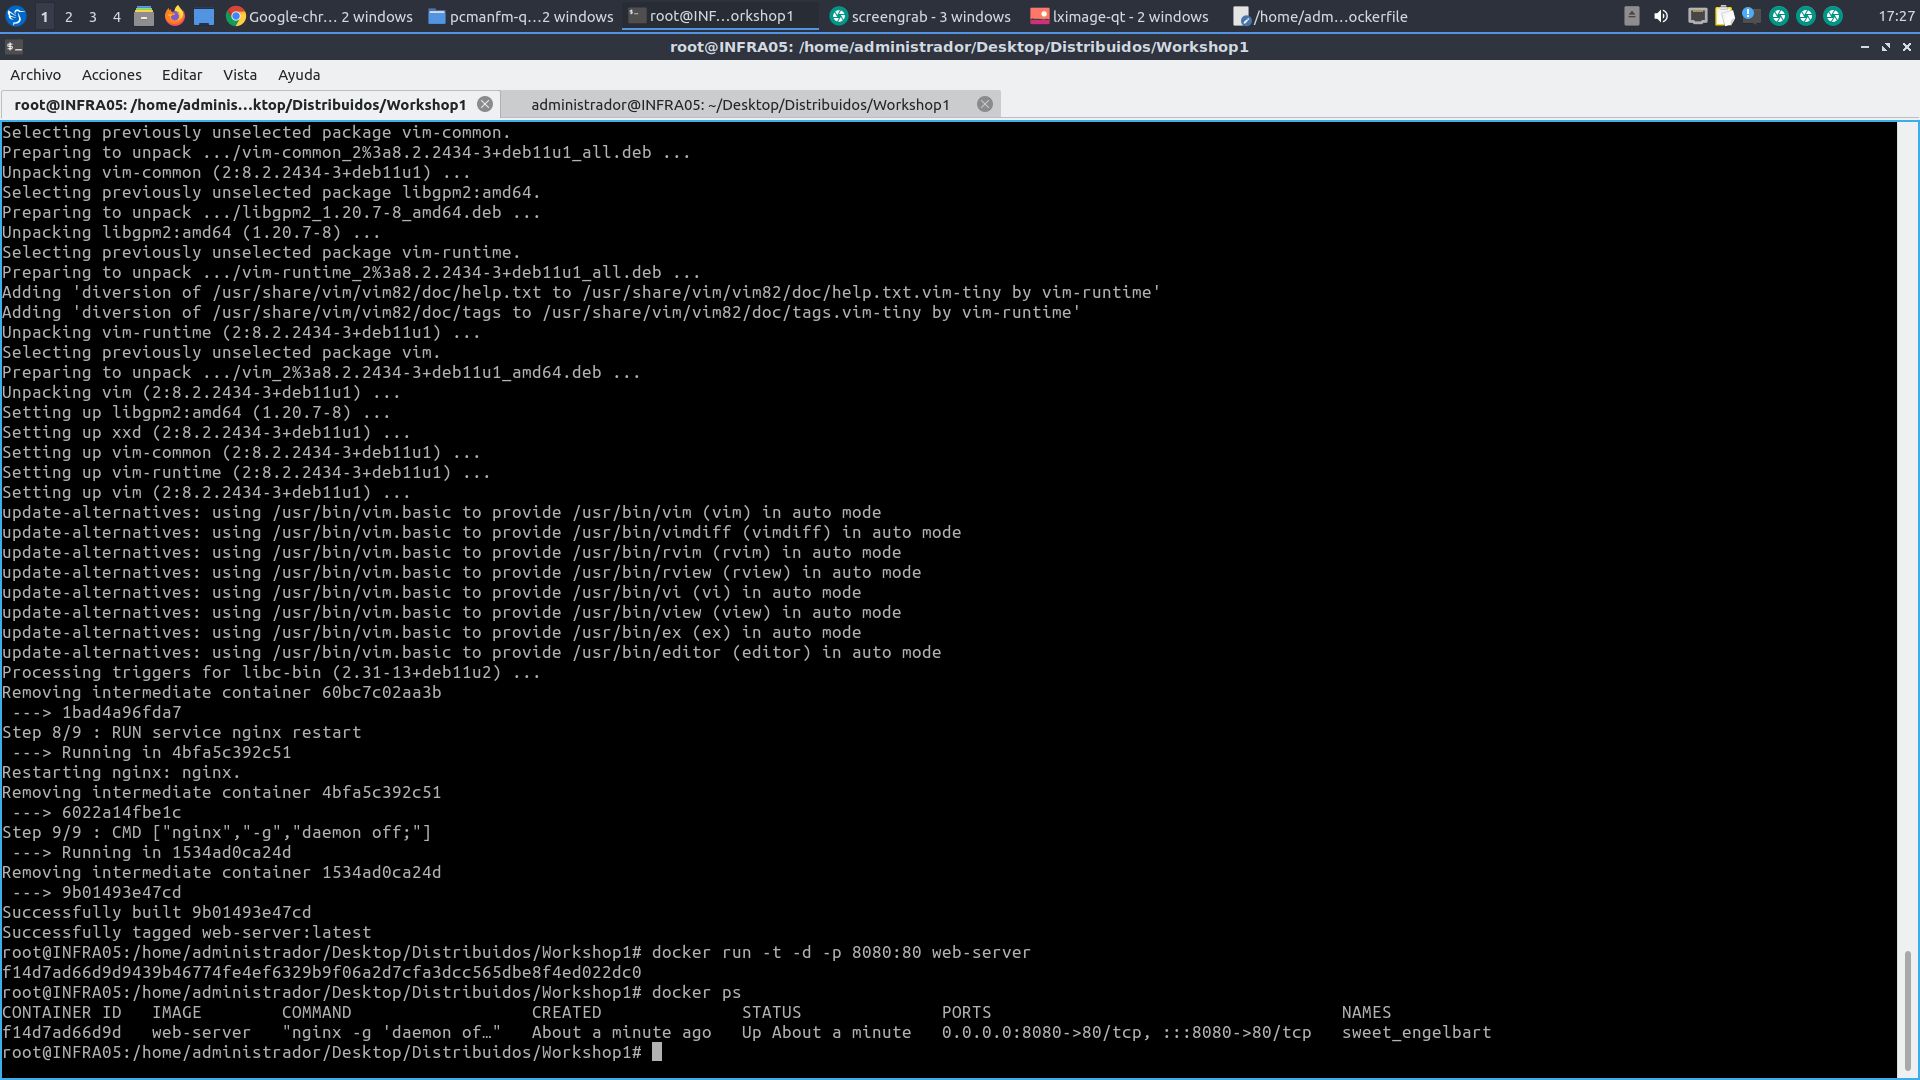 1 2 3 4 Google-chr... 2 windows pcmanfm-q...2 windows root@INF...orkshop1 screengrab - 3 windows lximage-qt - 2 windows /home/adm...ockerfile 17:27
root@INFRA05: /home/administrador/Desktop/Distribuidos/Workshop1
Archivo Acciones Editar Vista Ayuda
root@INFRA05: /home/adminis...ktop/Distribuidos/Workshop1 administrador@INFRA05: ~/Desktop/Distribuidos/Workshop1
Selecting previously unselected package vim-common.
Preparing to unpack .../vim-common_2%3a8.2.2434-3+deb11u1_all.deb ...
Unpacking vim-common (2:8.2.2434-3+deb11u1) ...
Selecting previously unselected package libgpm2:amd64.
Preparing to unpack .../libgpm2_1.20.7-8_amd64.deb ...
Unpacking libgpm2:amd64 (1.20.7-8) ...
Selecting previously unselected package vim-runtime.
Preparing to unpack .../vim-runtime_2%3a8.2.2434-3+deb11u1_all.deb ...
Adding 'diversion of /usr/share/vim/vim82/doc/help.txt to /usr/share/vim/vim82/doc/help.txt.vim-tiny by vim-runtime'
Adding 'diversion of /usr/share/vim/vim82/doc/tags to /usr/share/vim/vim82/doc/tags.vim-tiny by vim-runtime'
Unpacking vim-runtime (2:8.2.2434-3+deb11u1) ...
Selecting previously unselected package vim.
Preparing to unpack .../vim_2%3a8.2.2434-3+deb11u1_amd64.deb ...
Unpacking vim (2:8.2.2434-3+deb11u1) ...
Setting up libgpm2:amd64 (1.20.7-8) ...
Setting up xxd (2:8.2.2434-3+deb11u1) ...
Setting up vim-common (2:8.2.2434-3+deb11u1) ...
Setting up vim-runtime (2:8.2.2434-3+deb11u1) ...
Setting up vim (2:8.2.2434-3+deb11u1) ...
update-alternatives: using /usr/bin/vim.basic to provide /usr/bin/vim (vim) in auto mode
update-alternatives: using /usr/bin/vim.basic to provide /usr/bin/vimdiff (vimdiff) in auto mode
update-alternatives: using /usr/bin/vim.basic to provide /usr/bin/rvim (rvim) in auto mode
update-alternatives: using /usr/bin/vim.basic to provide /usr/bin/rview (rview) in auto mode
update-alternatives: using /usr/bin/vim.basic to provide /usr/bin/vi (vi) in auto mode
update-alternatives: using /usr/bin/vim.basic to provide /usr/bin/view (view) in auto mode
update-alternatives: using /usr/bin/vim.basic to provide /usr/bin/ex (ex) in auto mode
update-alternatives: using /usr/bin/vim.basic to provide /usr/bin/editor (editor) in auto mode
Processing triggers for libc-bin (2.31-13+deb11u2) ...
Removing intermediate container 60bc7c02aa3b
 ---> 1bad4a96fda7
Step 8/9 : RUN service nginx restart
 ---> Running in 4bfa5c392c51
Restarting nginx: nginx.
Removing intermediate container 4bfa5c392c51
 ---> 6022a14fbe1c
Step 9/9 : CMD ["nginx","-g","daemon off;"]
 ---> Running in 1534ad0ca24d
Removing intermediate container 1534ad0ca24d
 ---> 9b01493e47cd
Successfully built 9b01493e47cd
Successfully tagged web-server:latest
root@INFRA05:/home/administrador/Desktop/Distribuidos/Workshop1# docker run -t -d -p 8080:80 web-server
f14d7ad66d9d9439b46774fe4ef6329b9f06a2d7cfa3dcc565dbe8f4ed022dc0
root@INFRA05:/home/administrador/Desktop/Distribuidos/Workshop1# docker ps
CONTAINER ID   IMAGE        COMMAND                  CREATED              STATUS              PORTS                                   NAMES
f14d7ad66d9d   web-server   "nginx -g 'daemon of…"   About a minute ago   Up About a minute   0.0.0.0:8080->80/tcp, :::8080->80/tcp   sweet_engelbart
root@INFRA05:/home/administrador/Desktop/Distribuidos/Workshop1#